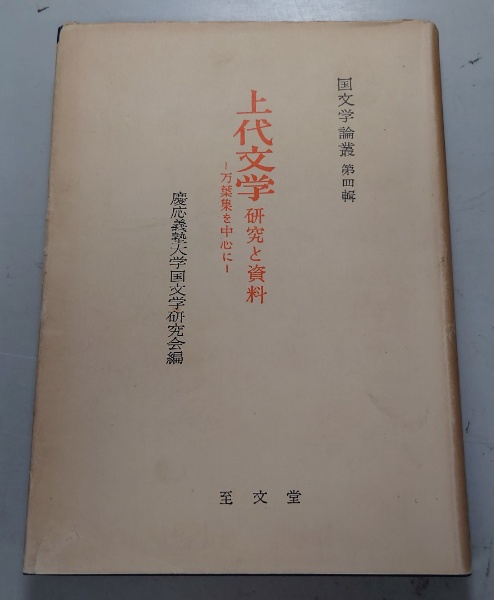 国文学論叢 第四輯
上代文学 研究と資料
－万葉集を中心に－
慶応義塾大学国文学研究会編
至文堂